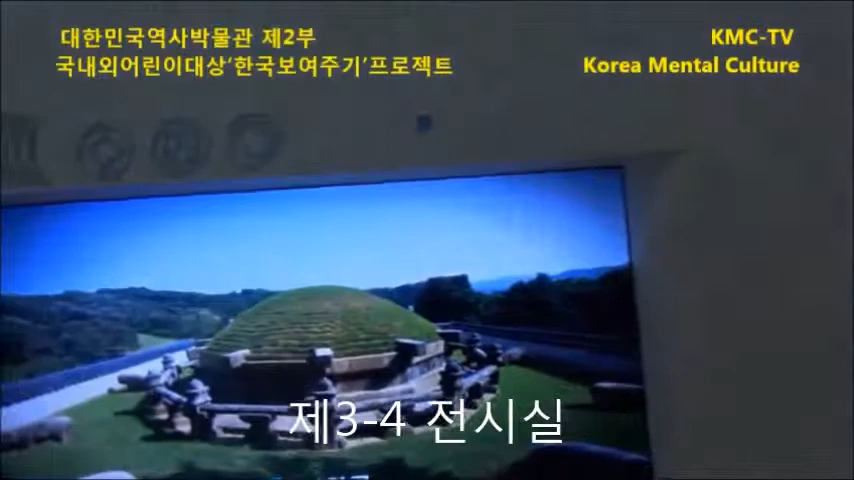 대한민국역사박물관 제2부
국내외어린이대상‘한국보여주기’프로젝트
KMC-TV
Korea Mental Culture
제3-4 전시실